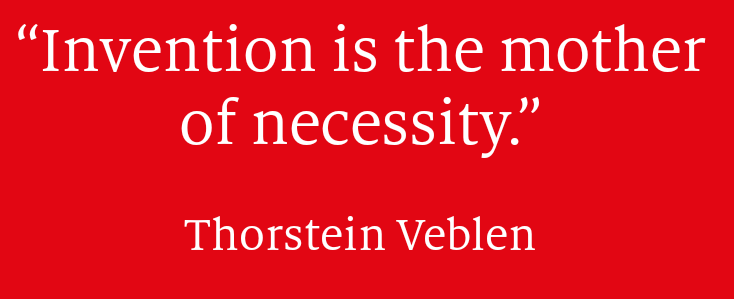 “Invention is the mother
of necessity.”
Thorstein Veblen